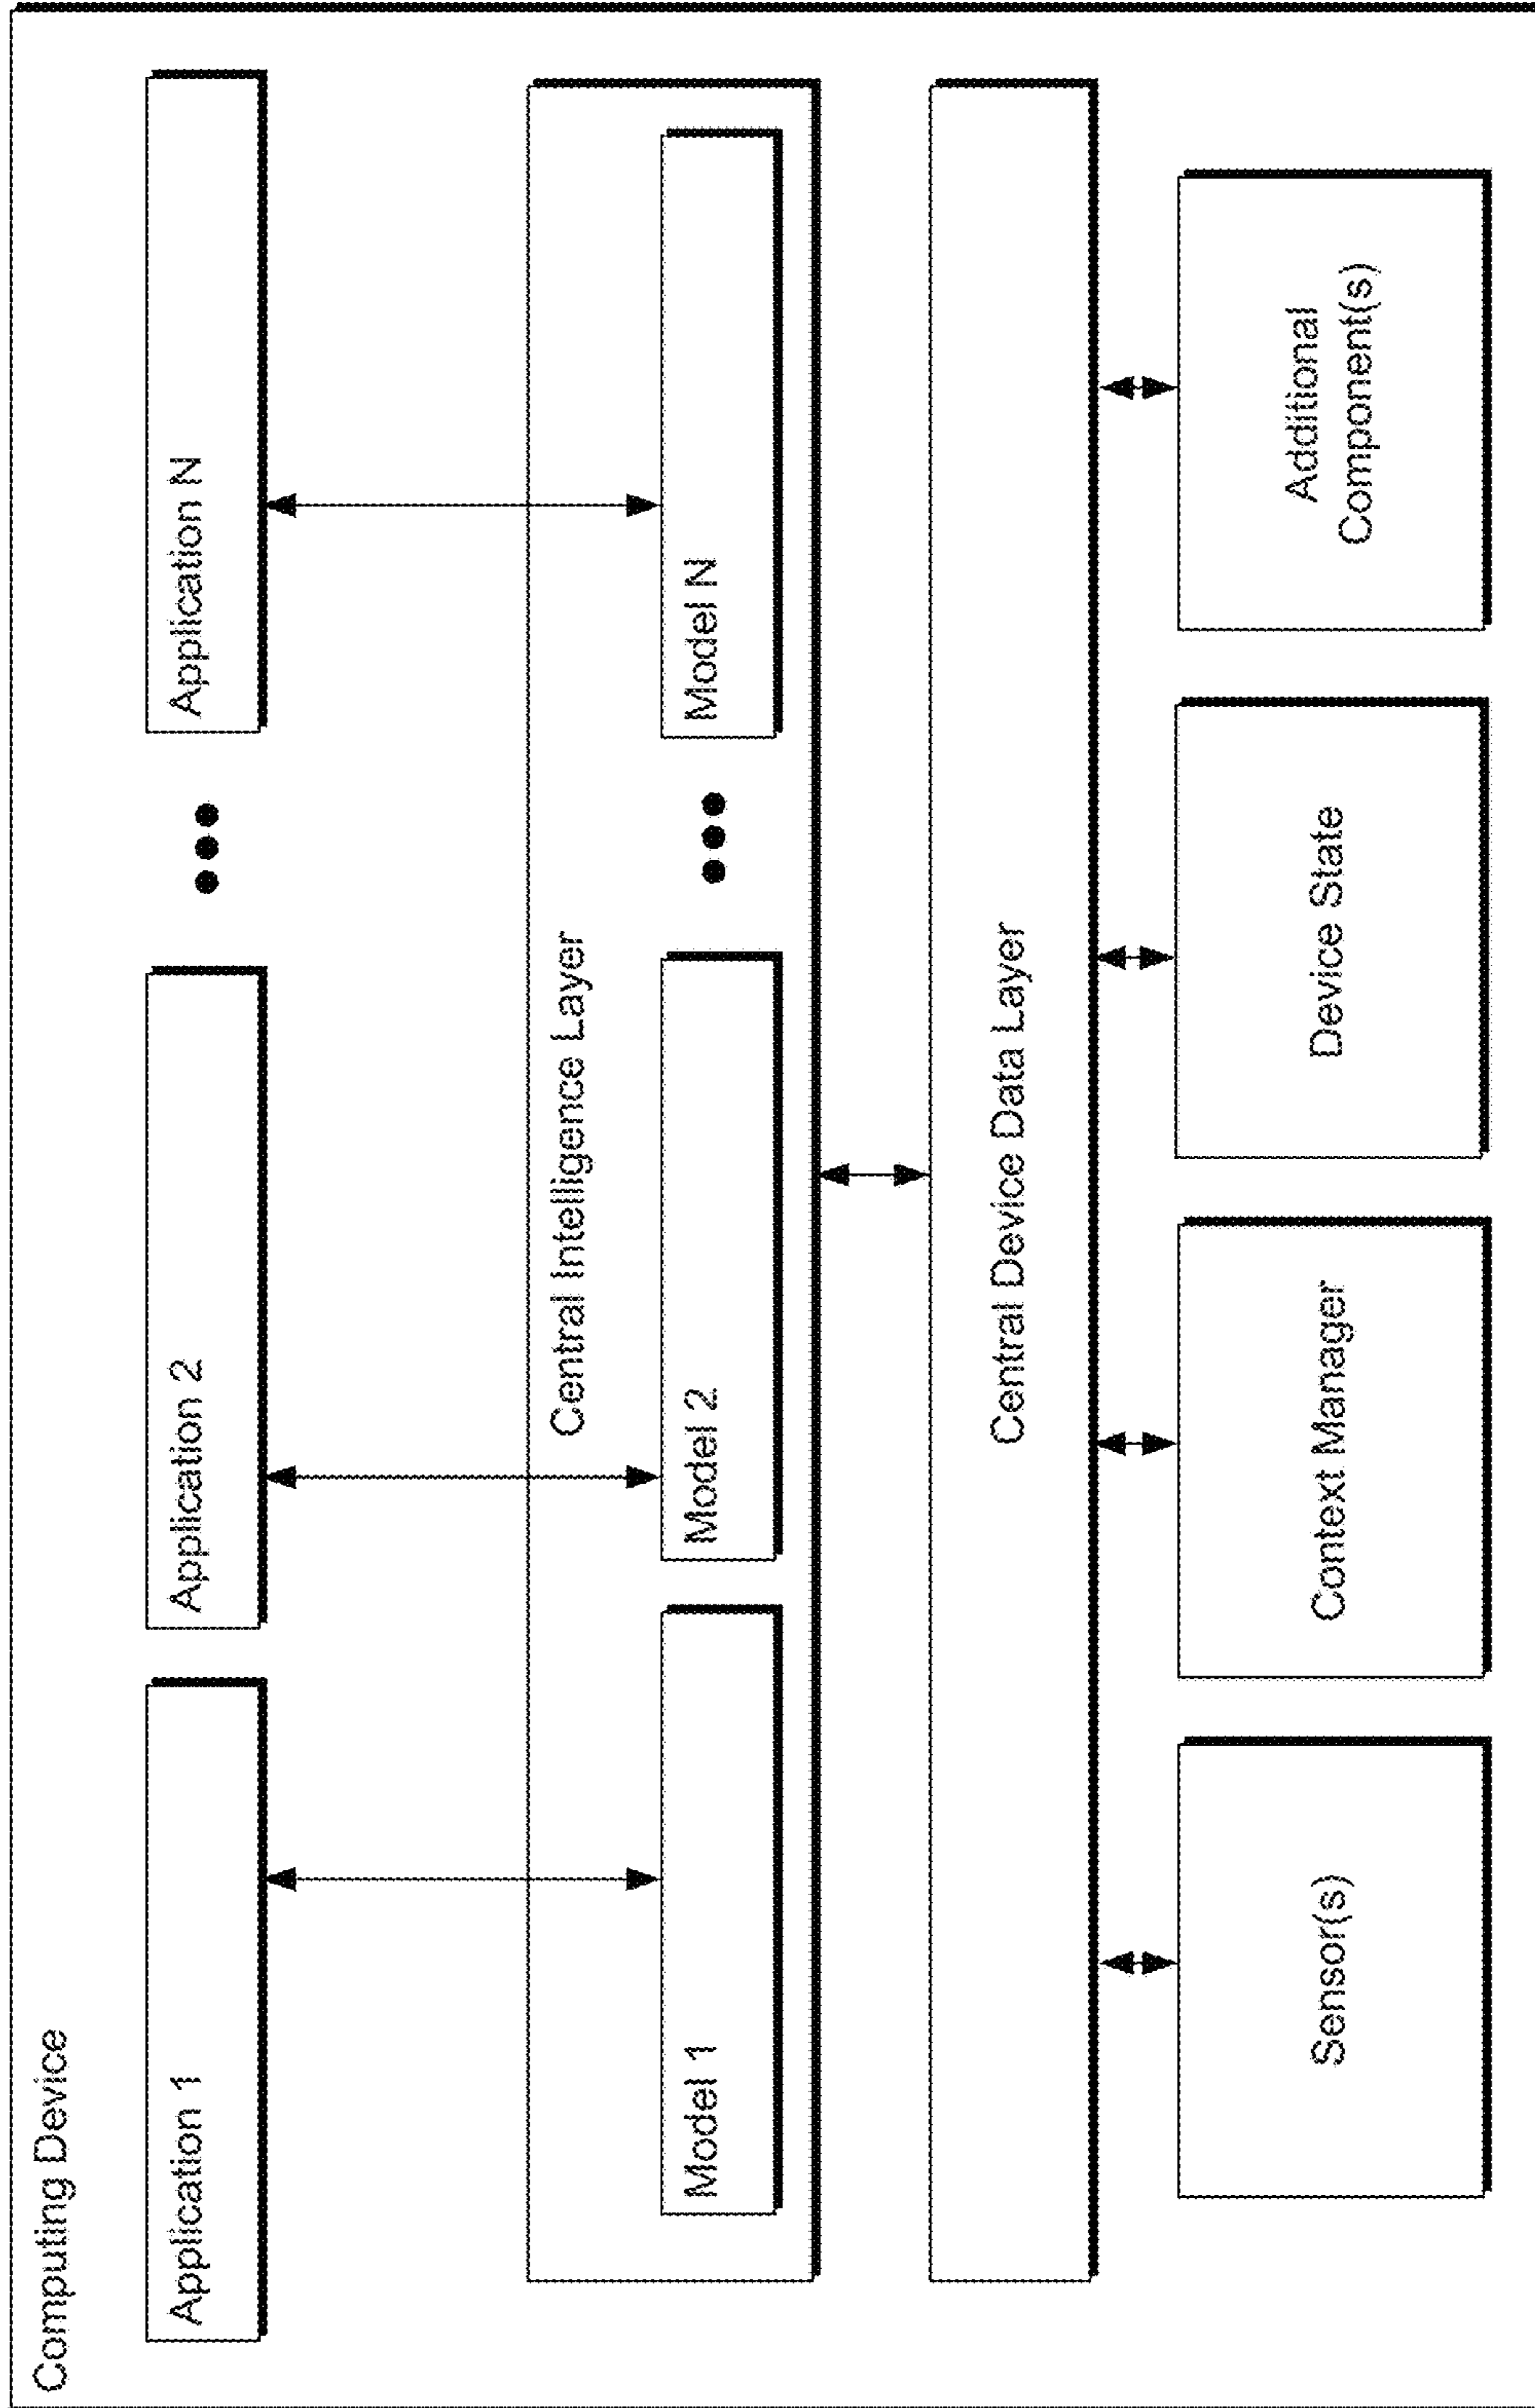 Computing Device
Application 1
Application 2
Application N
Central Intelligence Layer
Model 1
Model 2
Model N
Central Device Data Layer
Sensor(s)
Context Manager
Device State
Additional
Component(s)